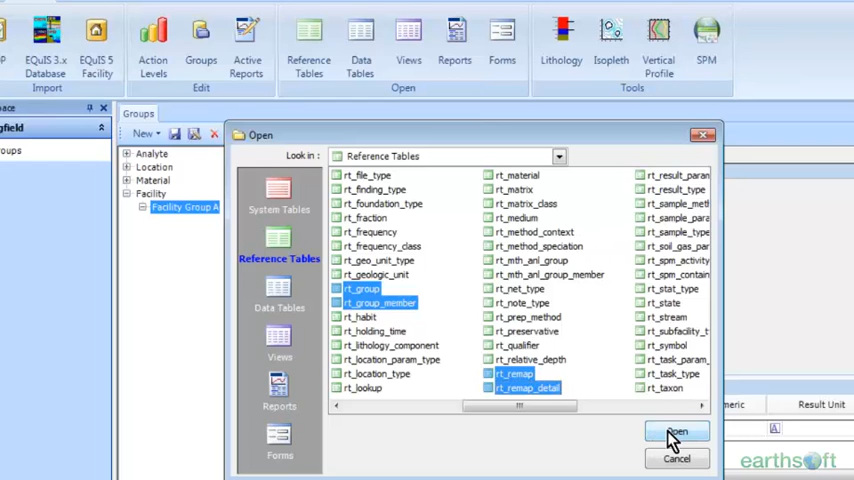 P
EQuIS 3.x
Database
EQuIS 5
Facility
Action
Levels
Groups
Active
Reports
Reference
Tables
Data
Tables
Views
Reports
Forms
Lithology
Isopleth
Vertical
Profile
SPM
Import
Edit
Open
Tools
ace
gfield
oups
Groups
New
Analyte
Location
Material
Facility
Facility Group A
Open
Look in :
Reference Tables
System Tables
Reference Tables
Data Tables
Views
Reports
Forms
rt_file_type
rt_finding_type
rt_foundation_type
rt_fraction
rt_frequency
rt_frequency_class
rt_geo_unit_type
rt_geologic_unit
rt_group
rt_group_member
rt_habit
rt_holding_time
rt_lithology_component
rt_location_param_type
rt_location_type
rt_lookup
rt_material
rt_matrix
rt_matrix_class
rt_medium
rt_method_context
rt_method_speciation
rt_mth_anl_group
rt_mth_anl_group_member
rt_net_type
rt_note_type
rt_prep_method
rt_preservative
rt_qualifier
rt_relative_depth
rt_remap
rt_remap_detail
rt_result_param
rt_result_type
rt_sample_meth
rt_sample_type
rt_sample_para
rt_soil_gas_par
rt_spm_activity
rt_spm_contain
rt_stat_type
rt_state
rt_stream
rt_subfacility_t
rt_symbol
rt_task_param_
rt_task_type
rt_taxon
Open
Cancel
meric
Result Unit
A
earthsoft